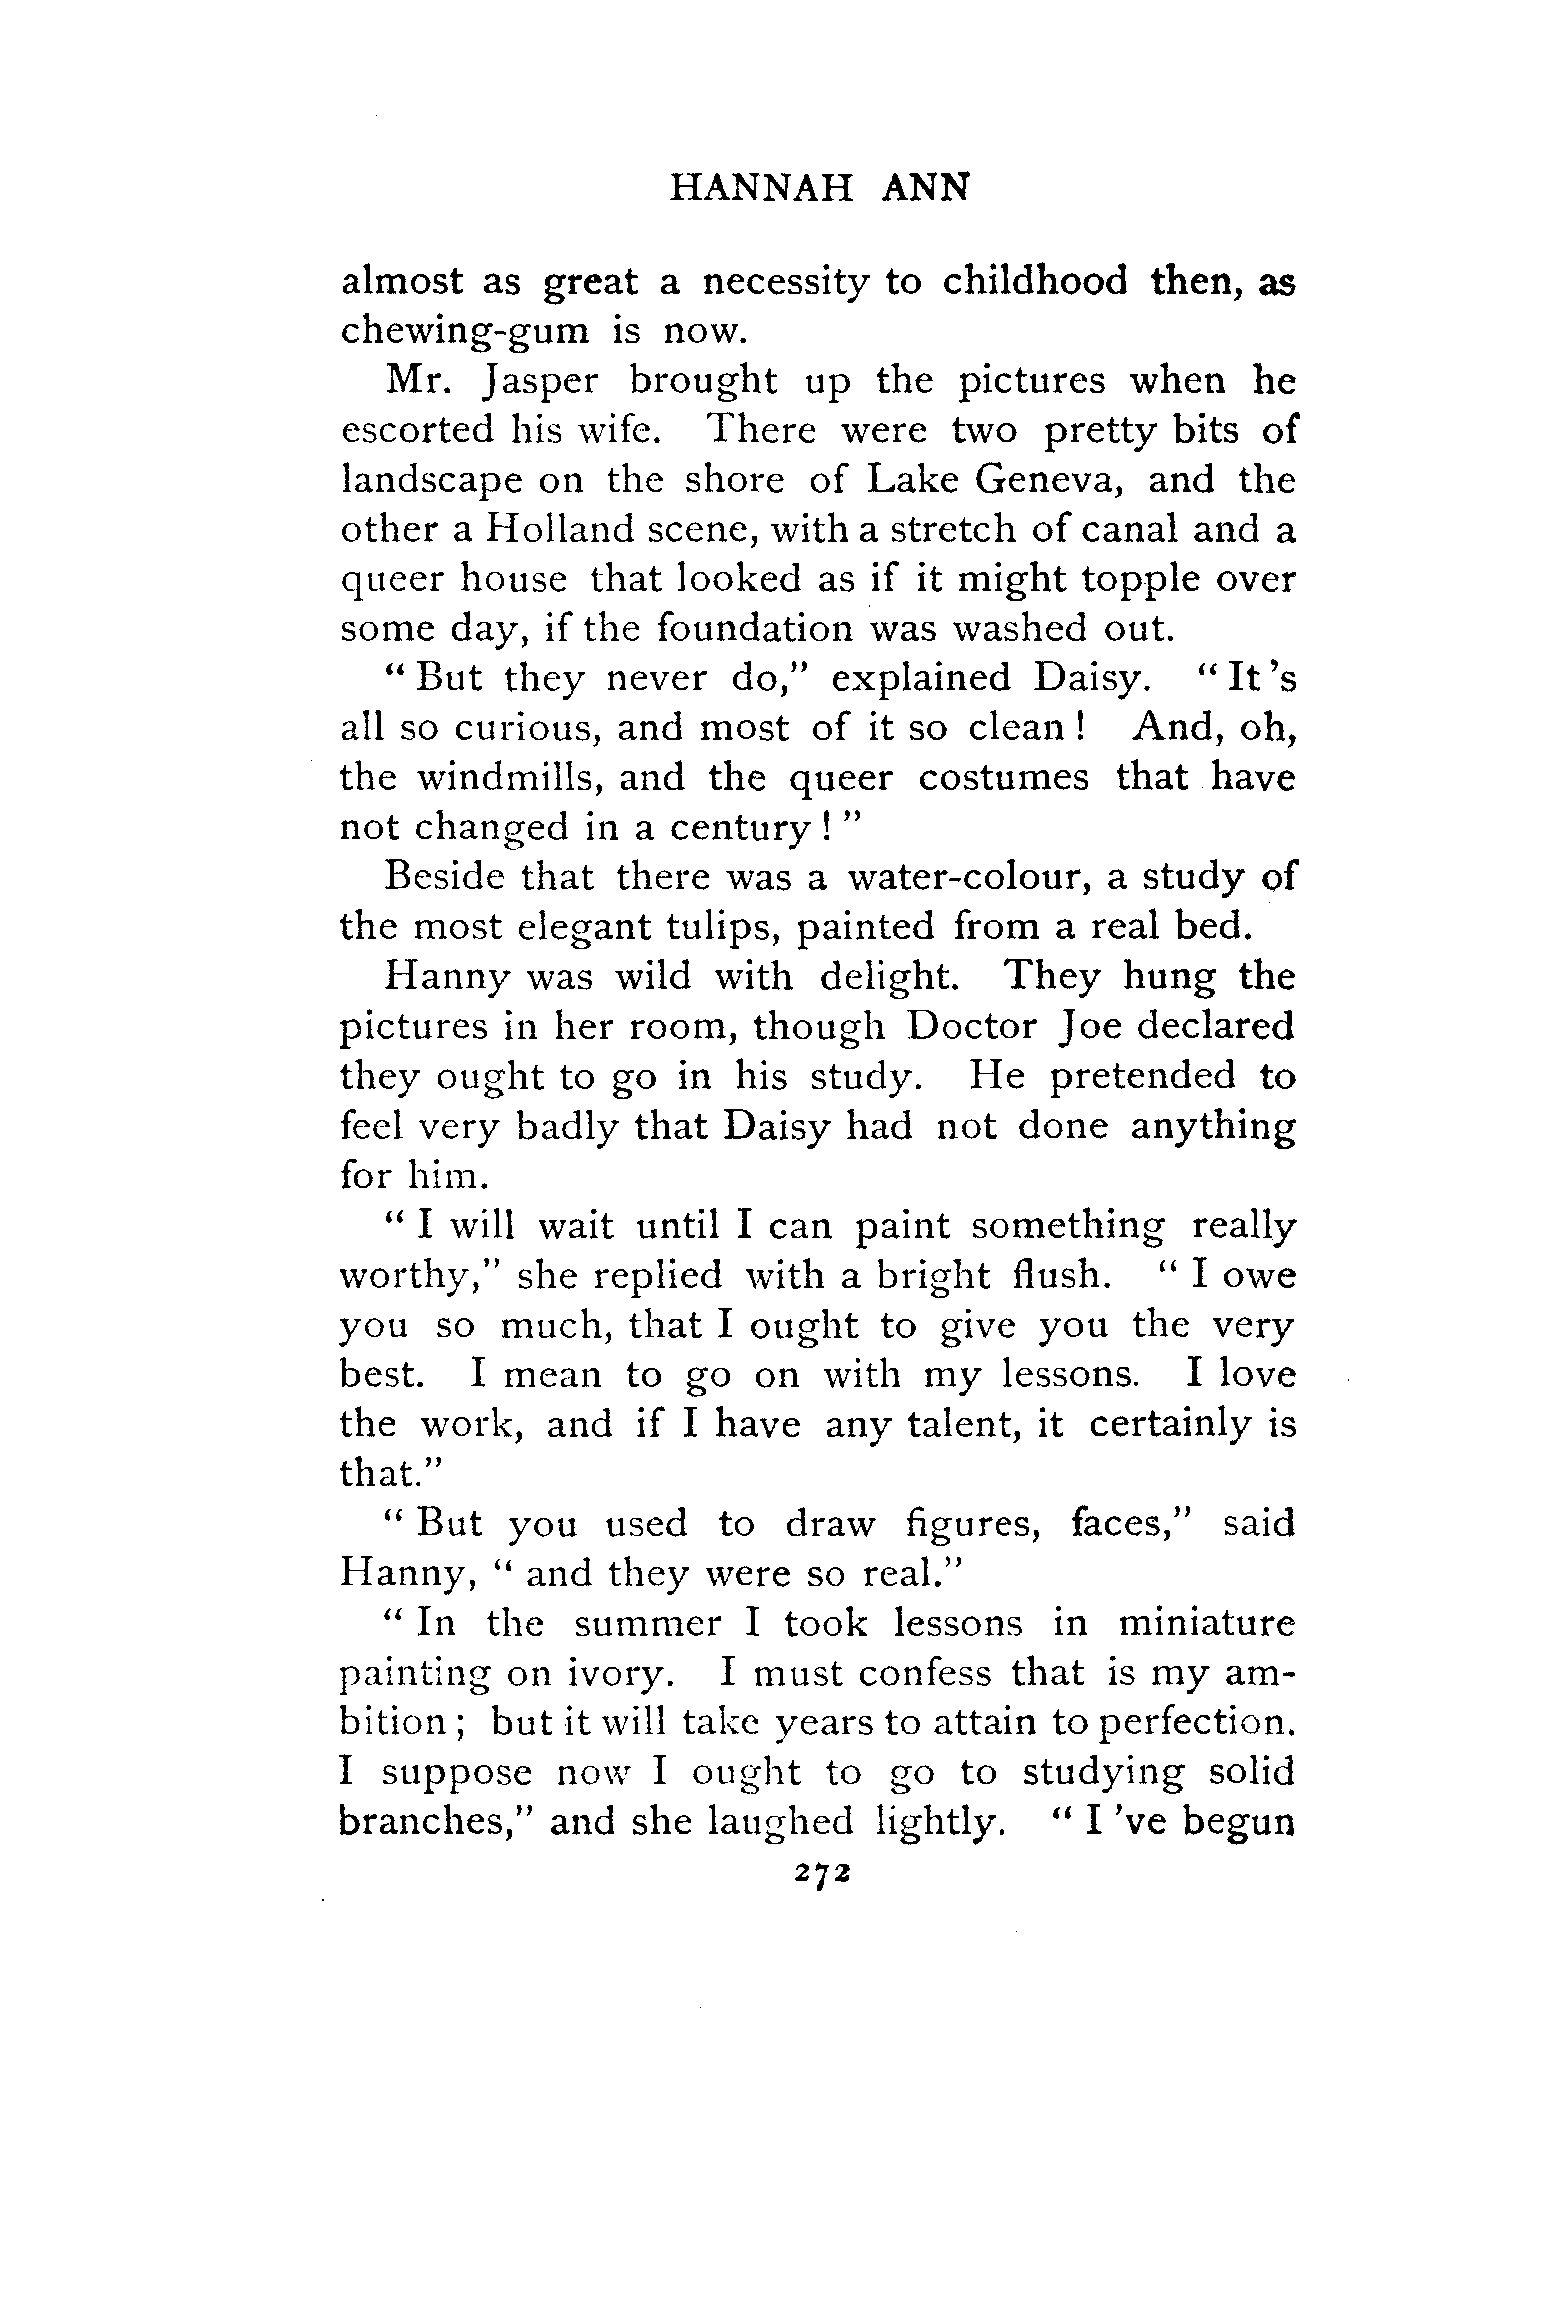 HANNAH ANN
almost as great a necessity to childhood then, as
chewing-gum is now.
Mr. Jasper brought up the pictures when he
escorted his wife. There were two pretty bits of
landscape on the shore of Lake Geneva, and the
other a Holland scene, with a stretch of canal and a
queer house that looked as if it might topple over
some day, if the foundation was washed out.
“ But they never do,” explained Daisy. “ It 's
all so curious, and most of it so clean ! And, oh,
the windmills, and the queer costumes that have
not changed in a century ! ”
Beside that there was a water-colour, a study of
the most elegant tulips, painted from a real bed.
Hanny was wild with delight. They hung the
pictures in her room, though Doctor Joe declared
they ought to go in his study. He pretended to
feel very badly that Daisy had not done anything
for him.
“ I will wait until I can paint something really
worthy,” she replied with a bright flush. “ I owe
you so much, that I ought to give you the very
best. I mean to go on with my lessons. I love
the work, and if I have any talent, it certainly is
that.”
“ But you used to draw figures, faces,” said
Hanny, “ and they were so real.”
“ In the summer I took lessons in miniature
painting on ivory. I must confess that is my am-
bition ; but it will take years to attain to perfection.
I suppose now I ought to go to studying solid
branches,” and she laughed lightly. “ I 've begun
272